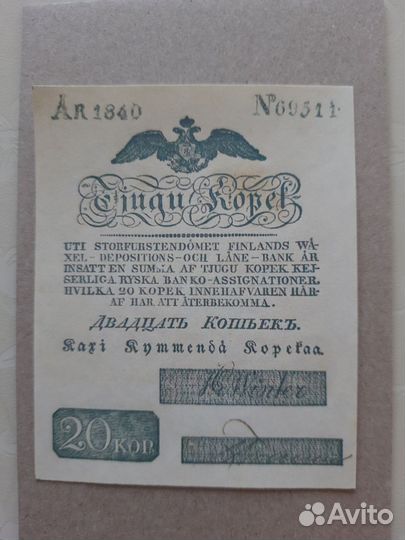 ÅR 1840 No 69511
Tjugu Kopek
UTI STORFURSTENDÖMET FINLANDS WÄ-
XEL-DEPOSITIONS-OCH LÅNE-BANK ÄR
INSATT EN SUMMA AF TJUGU KOPEK KEJ-
SERLIGA RYSKA BANKO-ASSIGNATIONER,
HVILKA 20 KOPEK INNEHAFVAREN HÄR-
AF HAR ATT ÅTERBEKOMMA.
ДВАДЦАТЬ КОПѢЕКЪ.
Kaxi Kymmendä Kopekaa.
20 KOP.
Avito